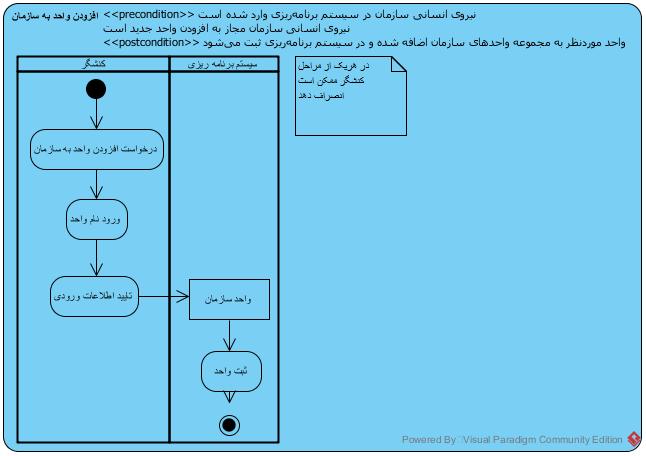 افزودن واحد به سازمان <<precondition>> نیروی انسانی سازمان در سیستم برنامه‌ریزی وارد شده است
نیروی انسانی سازمان مجاز به افزودن واحد جدید است
<<postcondition>> واحد موردنظر به مجموعه واحدهای سازمان اضافه شده و در سیستم برنامه‌ریزی ثبت می‌شود
کنشگر
سیستم برنامه ریزی
در هریک از مراحل
کنشگر ممکن است
انصراف دهد
درخواست افزودن واحد به سازمان
ورود نام واحد
تایید اطلاعات ورودی
واحد سازمان
ثبت واحد
Powered By Visual Paradigm Community Edition